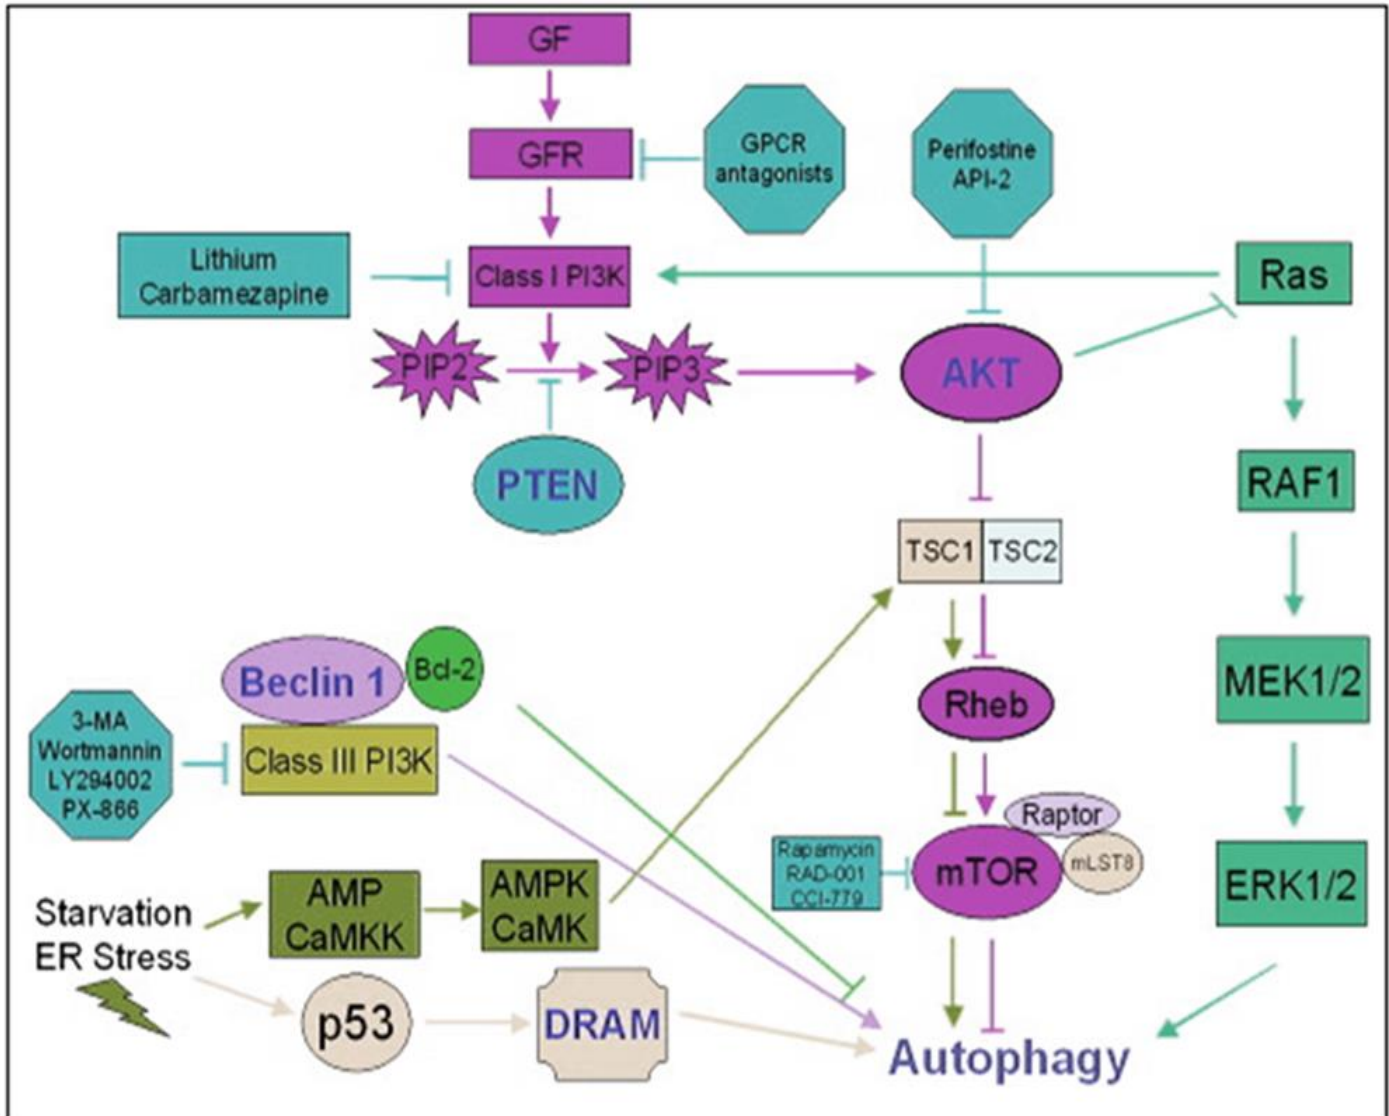 GF
GFR
GPCR
antagonists
Perifostine
API-2
Lithium
Carbamezapine
Class I PI3K
Ras
PIP2
PIP3
AKT
PTEN
RAF1
TSC1
TSC2
Beclin 1
Bcl-2
MEK1/2
Rheb
3-MA
Wortmannin
LY294002
PX-866
Class III PI3K
Raptor
mTOR
mLST8
Rapamycin
RAD-001
CCI-779
AMP
CaMKK
AMPK
CaMK
ERK1/2
Starvation
ER Stress
p53
DRAM
Autophagy